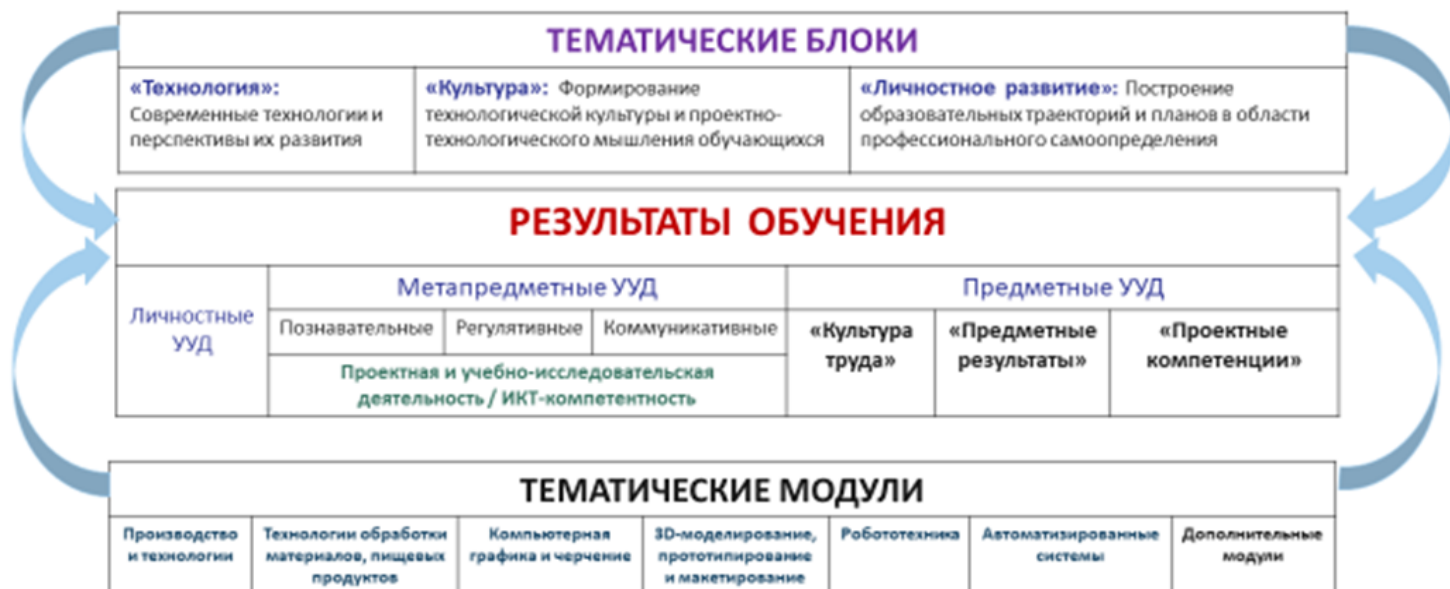 ТЕМАТИЧЕСКИЕ БЛОКИ
«Технология»:
Современные технологии и
перспективы их развития
«Культура»: Формирование
технологической культуры и проектно-
технологического мышления обучающихся
«Личностное развитие»: Построение
образовательных траекторий и планов в области
профессионального самоопределения
РЕЗУЛЬТАТЫ ОБУЧЕНИЯ
Личностные
УУД
Метапредметные УУД
Познавательные
Регулятивные
Коммуникативные
Проектная и учебно-исследовательская
деятельность / ИКТ-компетентность
Предметные УУД
«Культура
труда»
«Предметные
результаты»
«Проектные
компетенции»
ТЕМАТИЧЕСКИЕ МОДУЛИ
Производство
и технологии
Технологии обработки
материалов, пищевых
продуктов
Компьютерная
графика и черчение
3D-моделирование,
прототипирование
и макетирование
Робототехника
Автоматизированные
системы
Дополнительные
модули